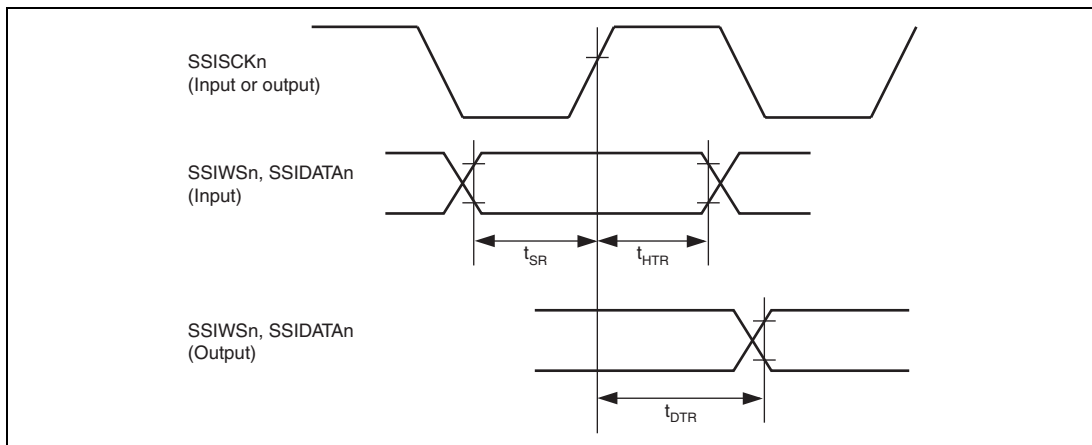 SSISCKn
(Input or output)
SSIWSn, SSIDATAn
(Input)
tSR
tHTR
SSIWSn, SSIDATAn
(Output)
tDTR